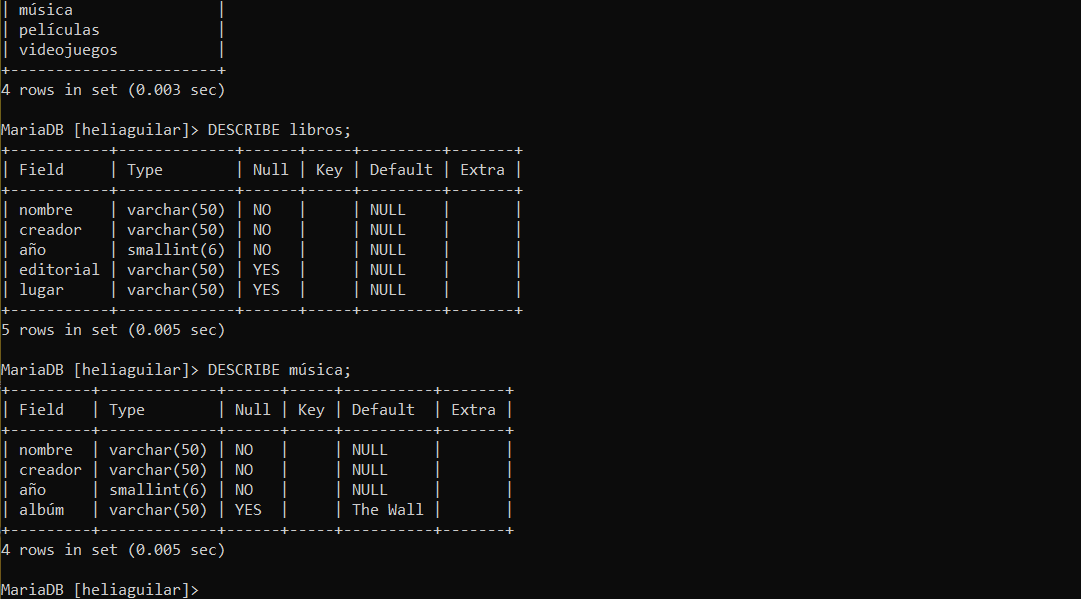 | música                |
| películas             |
| videojuegos           |
+-----------------------+
4 rows in set (0.003 sec)

MariaDB [heliaguilar]> DESCRIBE libros;
+-----------+-------------+------+-----+---------+-------+
| Field     | Type        | Null | Key | Default | Extra |
+-----------+-------------+------+-----+---------+-------+
| nombre    | varchar(50) | NO   |     | NULL    |       |
| creador   | varchar(50) | NO   |     | NULL    |       |
| año       | smallint(6) | NO   |     | NULL    |       |
| editorial | varchar(50) | YES  |     | NULL    |       |
| lugar     | varchar(50) | YES  |     | NULL    |       |
+-----------+-------------+------+-----+---------+-------+
5 rows in set (0.005 sec)

MariaDB [heliaguilar]> DESCRIBE música;
+---------+-------------+------+-----+----------+-------+
| Field   | Type        | Null | Key | Default  | Extra |
+---------+-------------+------+-----+----------+-------+
| nombre  | varchar(50) | NO   |     | NULL     |       |
| creador | varchar(50) | NO   |     | NULL     |       |
| año     | smallint(6) | NO   |     | NULL     |       |
| albúm   | varchar(50) | YES  |     | The Wall |       |
+---------+-------------+------+-----+----------+-------+
4 rows in set (0.005 sec)

MariaDB [heliaguilar]>